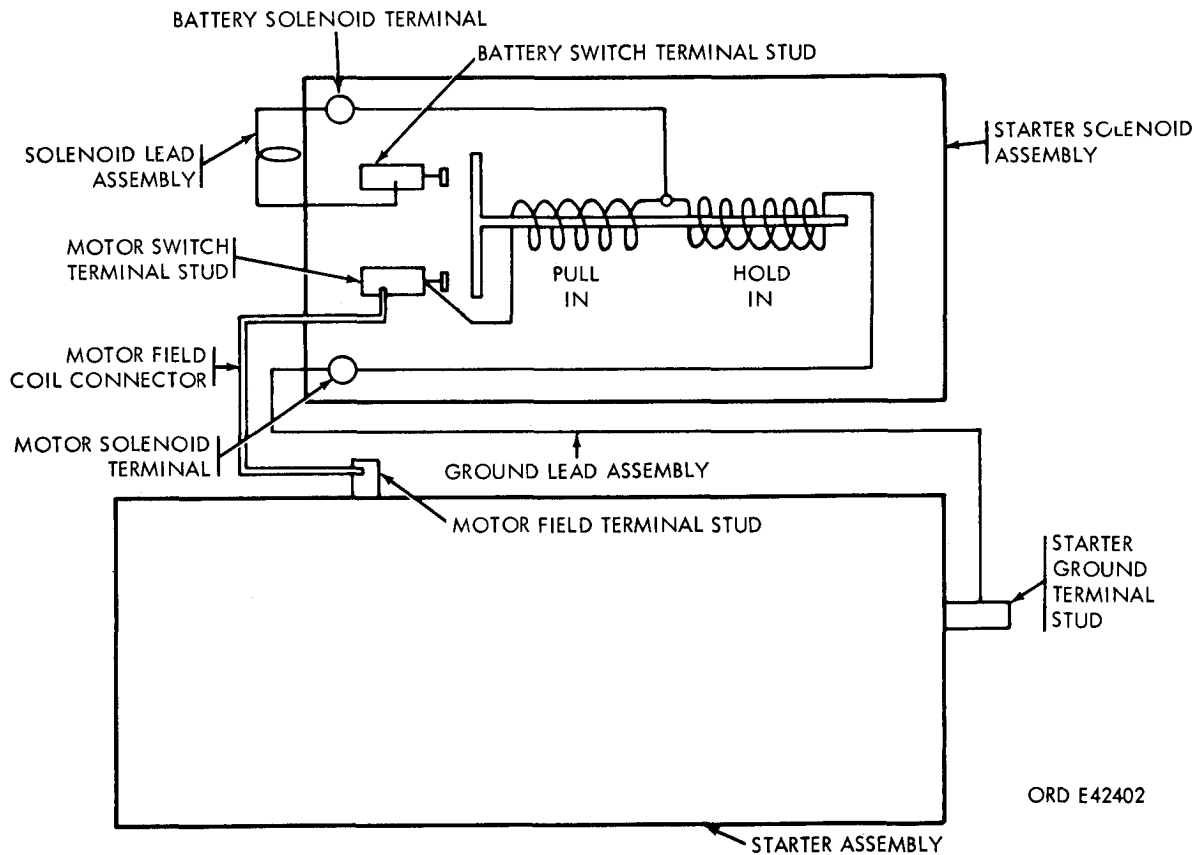 BATTERY SOLENOID TERMINAL
BATTERY SWITCH TERMINAL STUD
SOLENOID LEAD
ASSEMBLY
STARTER SOLENOID
ASSEMBLY
MOTOR SWITCH
TERMINAL STUD
PULL
IN
HOLD
IN
MOTOR FIELD
COIL CONNECTOR
MOTOR SOLENOID
TERMINAL
GROUND LEAD ASSEMBLY
MOTOR FIELD TERMINAL STUD
STARTER
GROUND
TERMINAL
STUD
ORD E42402
STARTER ASSEMBLY